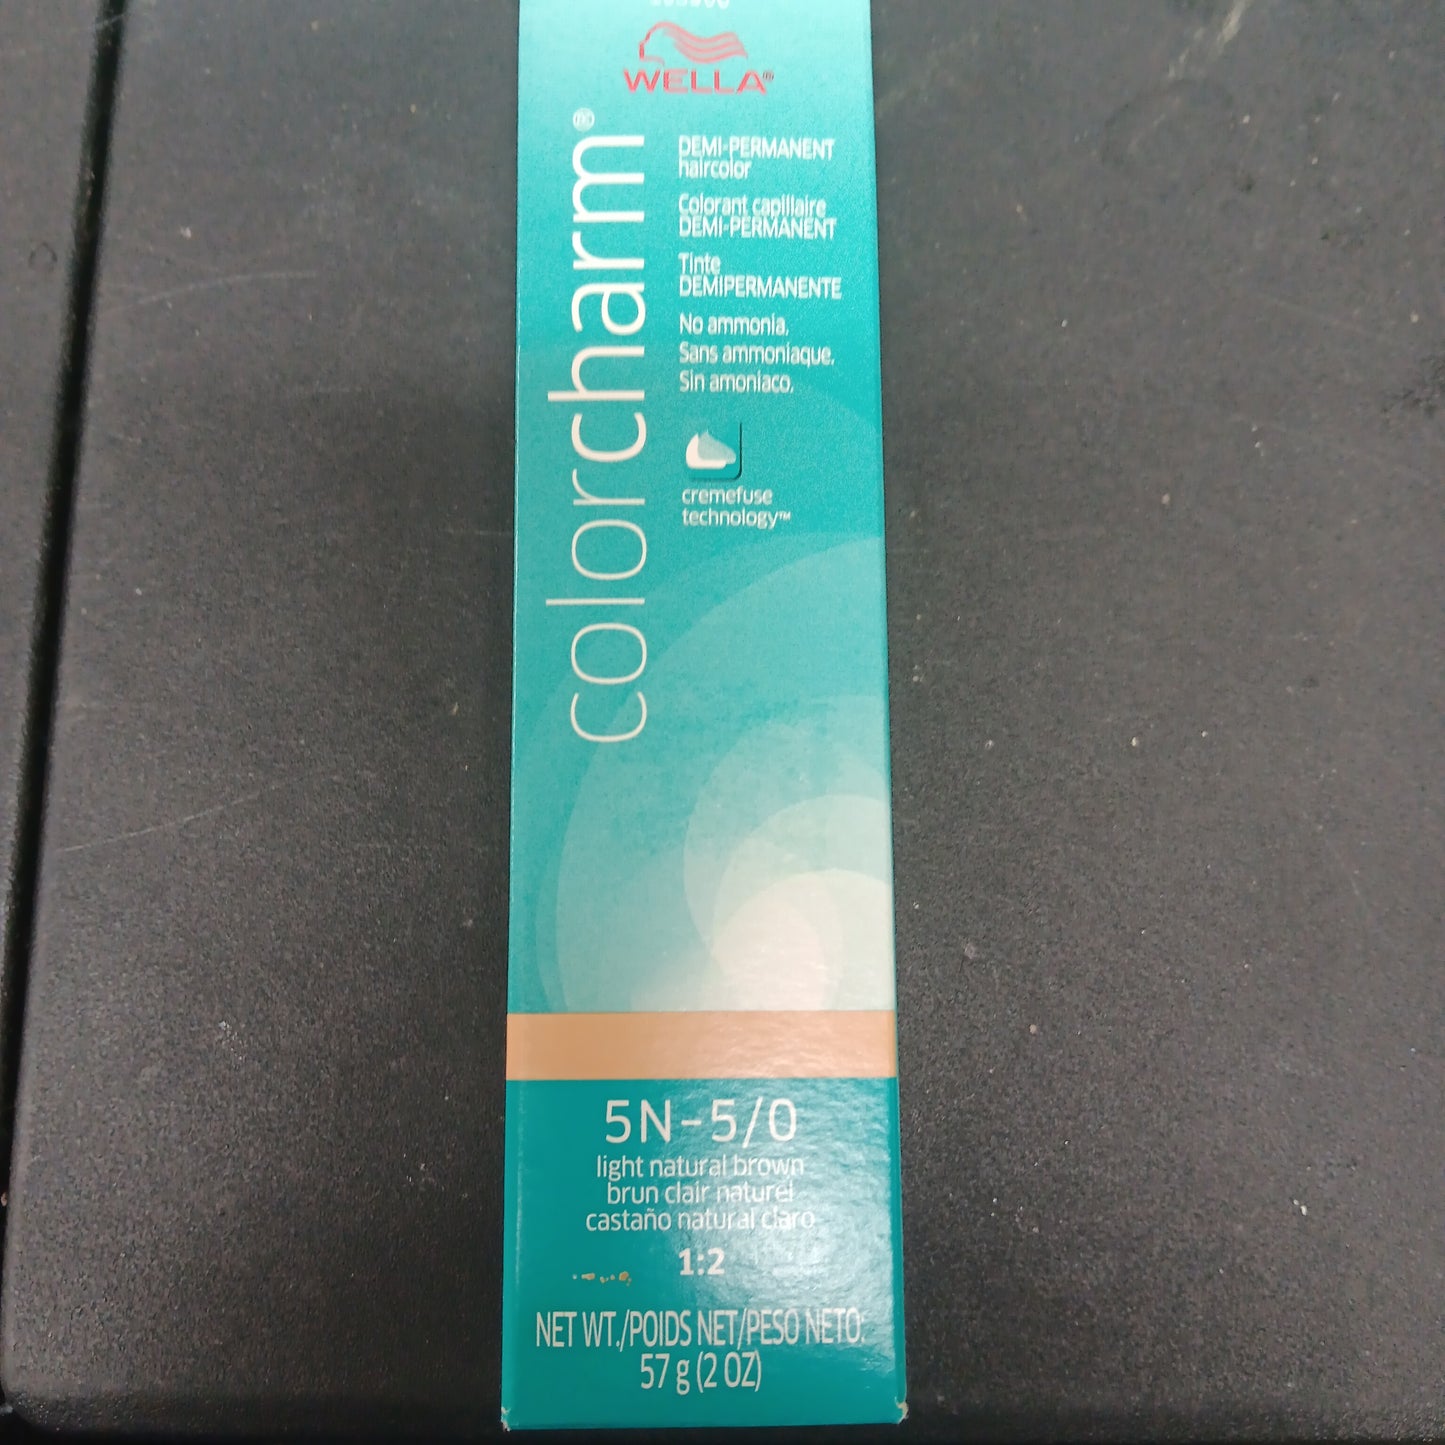 WELLA®
colorcharm®
DEMI-PERMANENT
haircolor
Colorant capillaire
DEMI-PERMANENT
Tinte
DEMIPERMANENTE
No ammonia.
Sans ammoniaque.
Sin amoniaco.
cremefuse
technology™
5N-5/0
light natural brown
brun clair naturel
castaño natural claro
1:2
NET WT./POIDS NET/PESO NETO:
57 g (2 OZ)